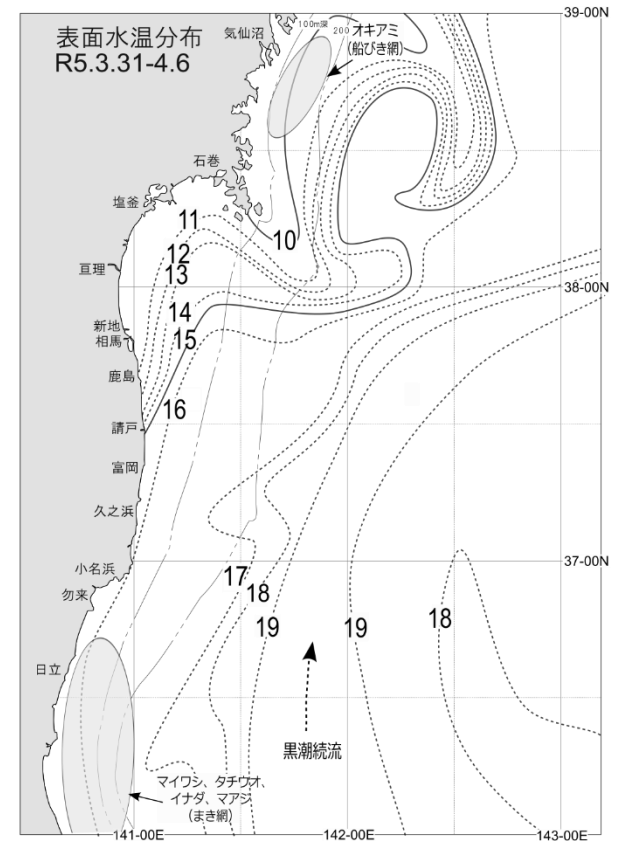 表面水温分布
R5.3.31-4.6
気仙沼
100m深
200
オキアミ
(船びき網)
39-00N
石巻
塩釜
11
10
12
亘理
13
38-00N
14
新地
相馬
15
鹿島
16
請戸
富岡
久之浜
37-00N
小名浜
17
18
勿来
19
19
18
日立
黒潮続流
マイワシ、タチウオ、
イナダ、マアジ
(まき網)
141-00E
142-00E
143-00E